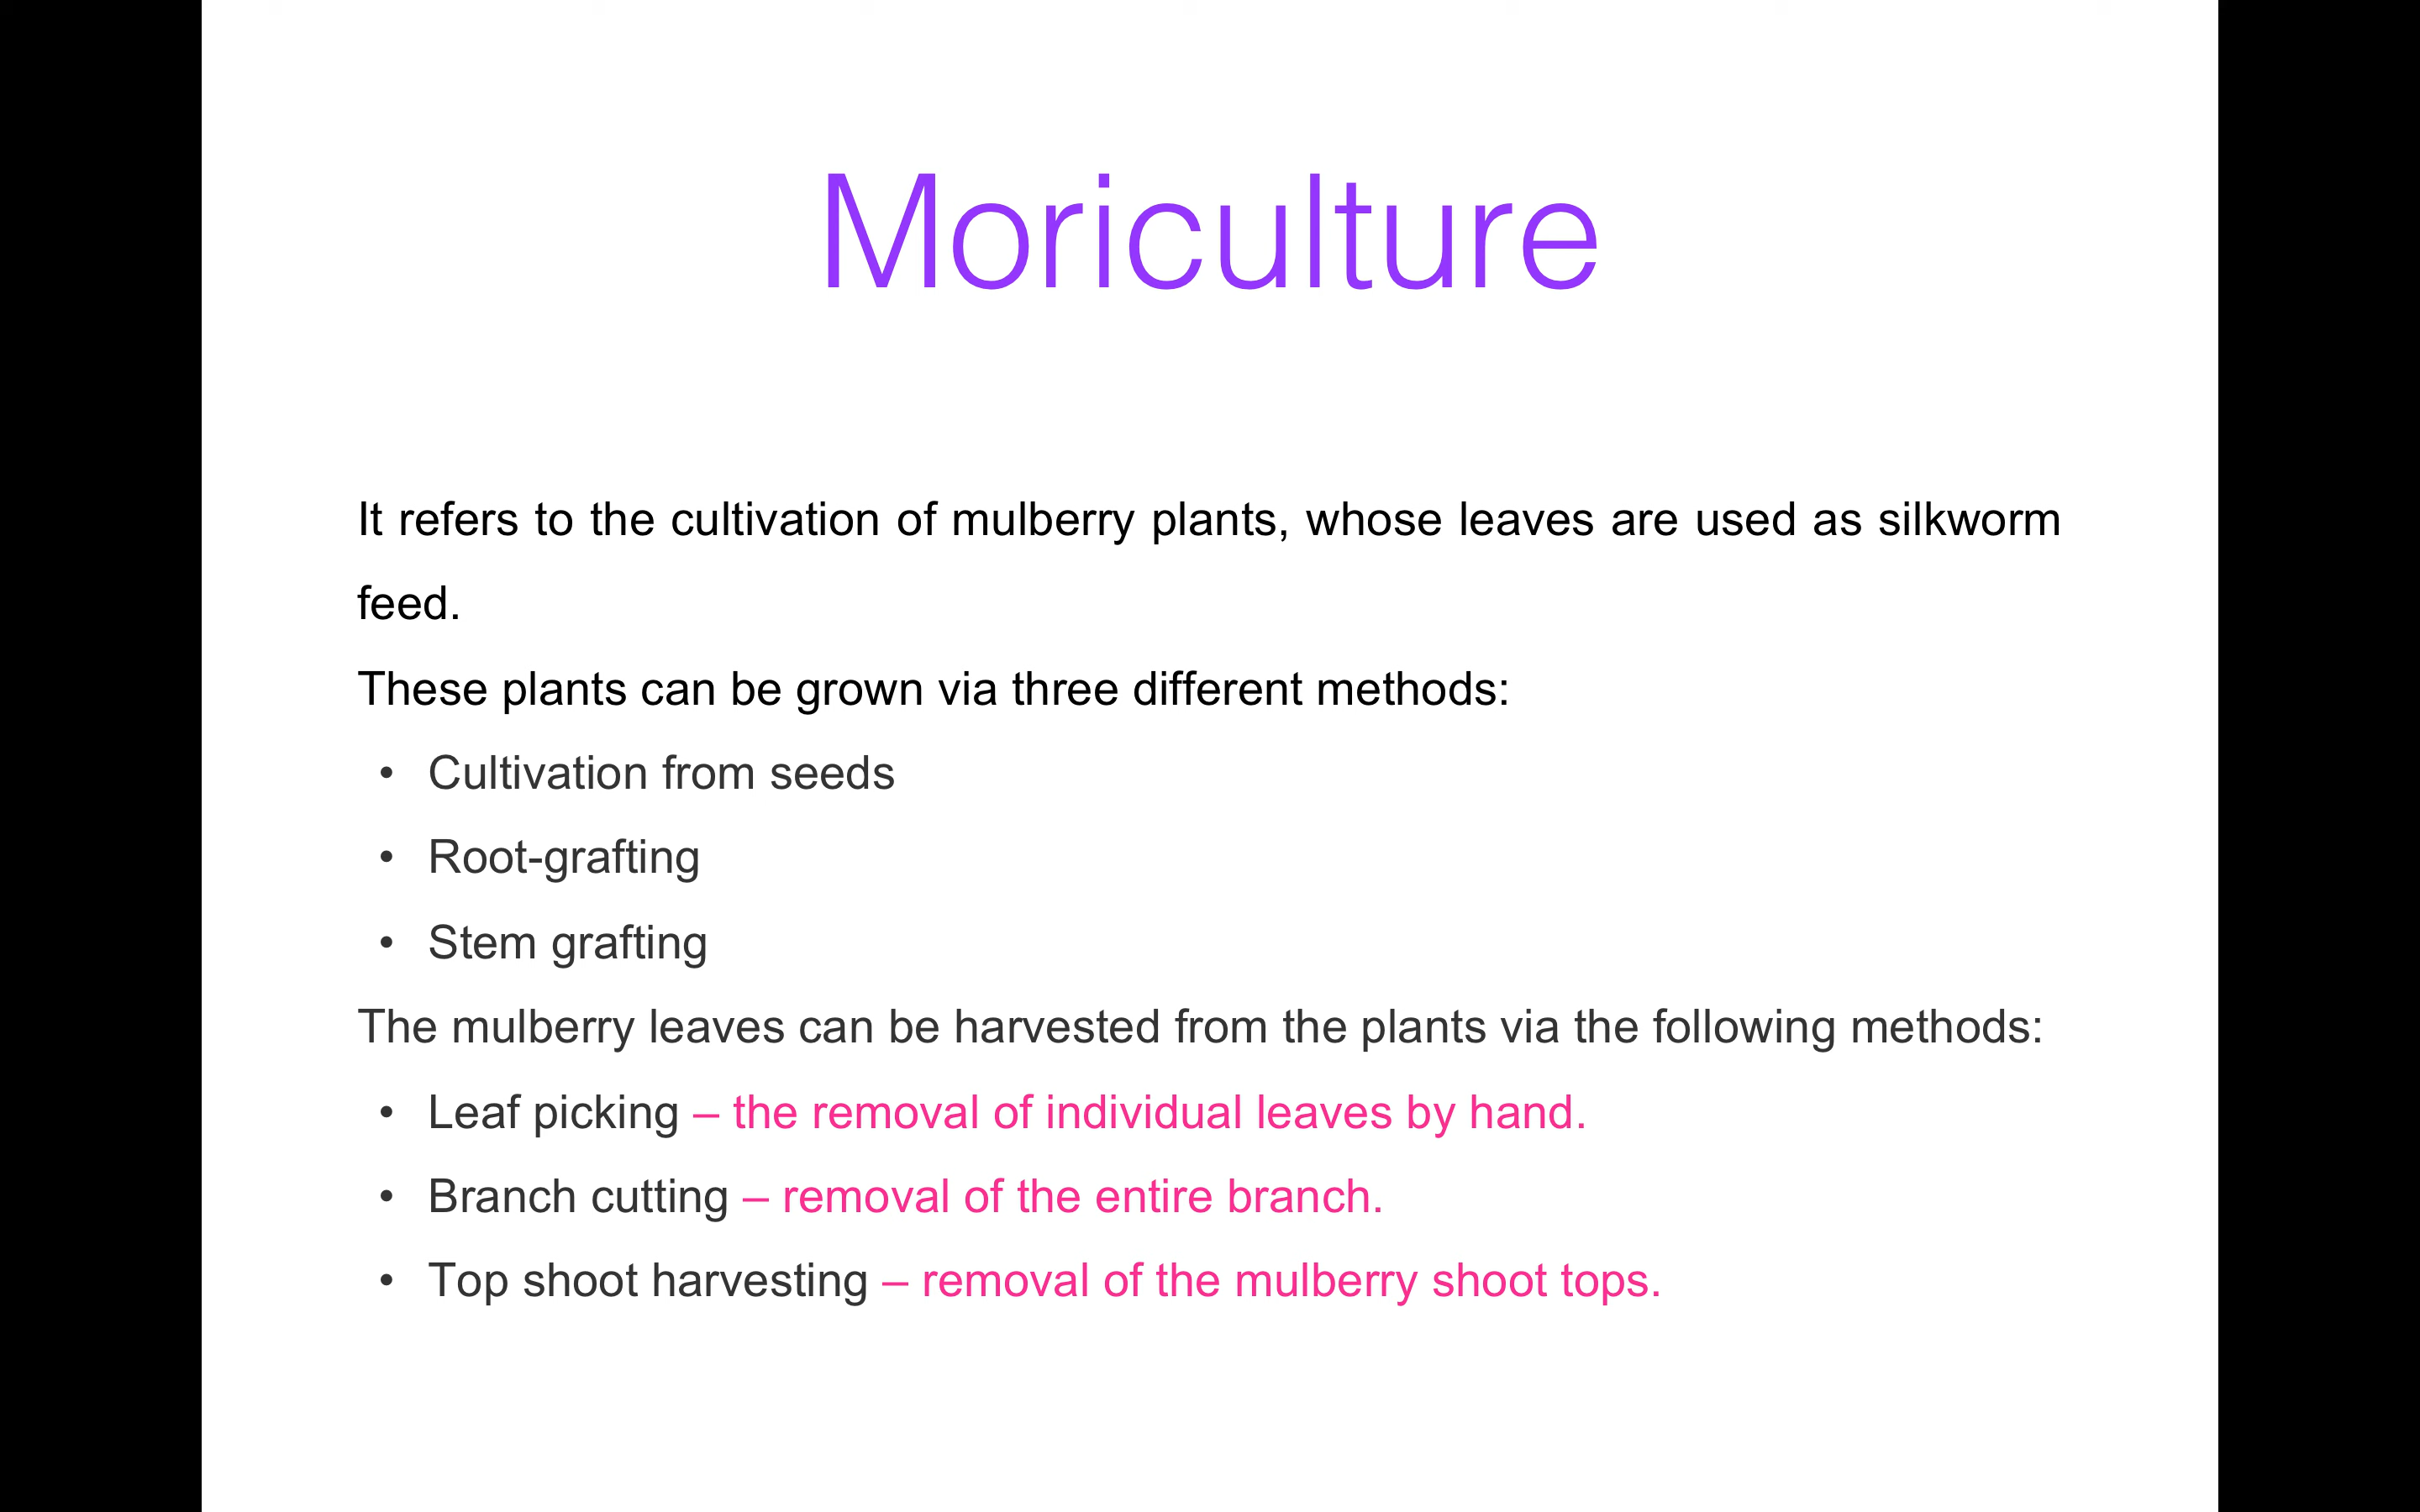 Moriculture
It refers to the cultivation of mulberry plants, whose leaves are used as silkworm
feed.
These plants can be grown via three different methods:
• Cultivation from seeds
• Root-grafting
• Stem grafting
The mulberry leaves can be harvested from the plants via the following methods:
• Leaf picking – the removal of individual leaves by hand.
• Branch cutting – removal of the entire branch.
• Top shoot harvesting – removal of the mulberry shoot tops.